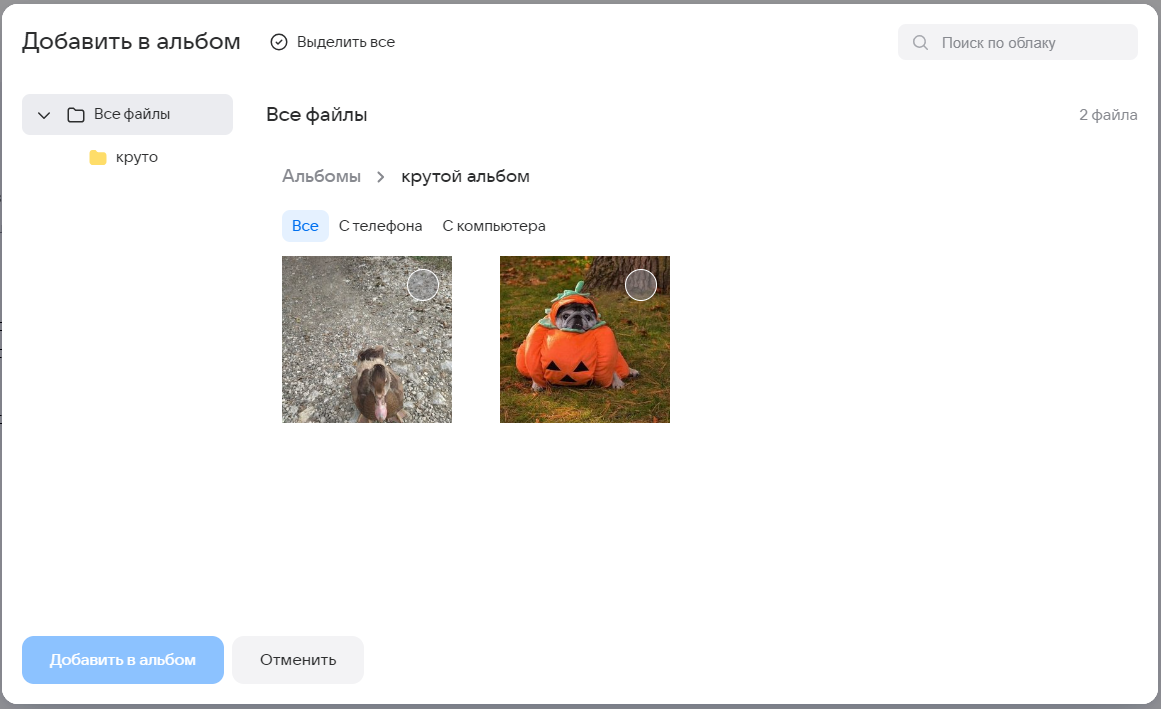 Добавить в альбом
Выделить все
Поиск по облаку
Все файлы
круто
Все файлы
2 файла
Альбомы
крутой альбом
Все
С телефона
С компьютера
Добавить в альбом
Отменить